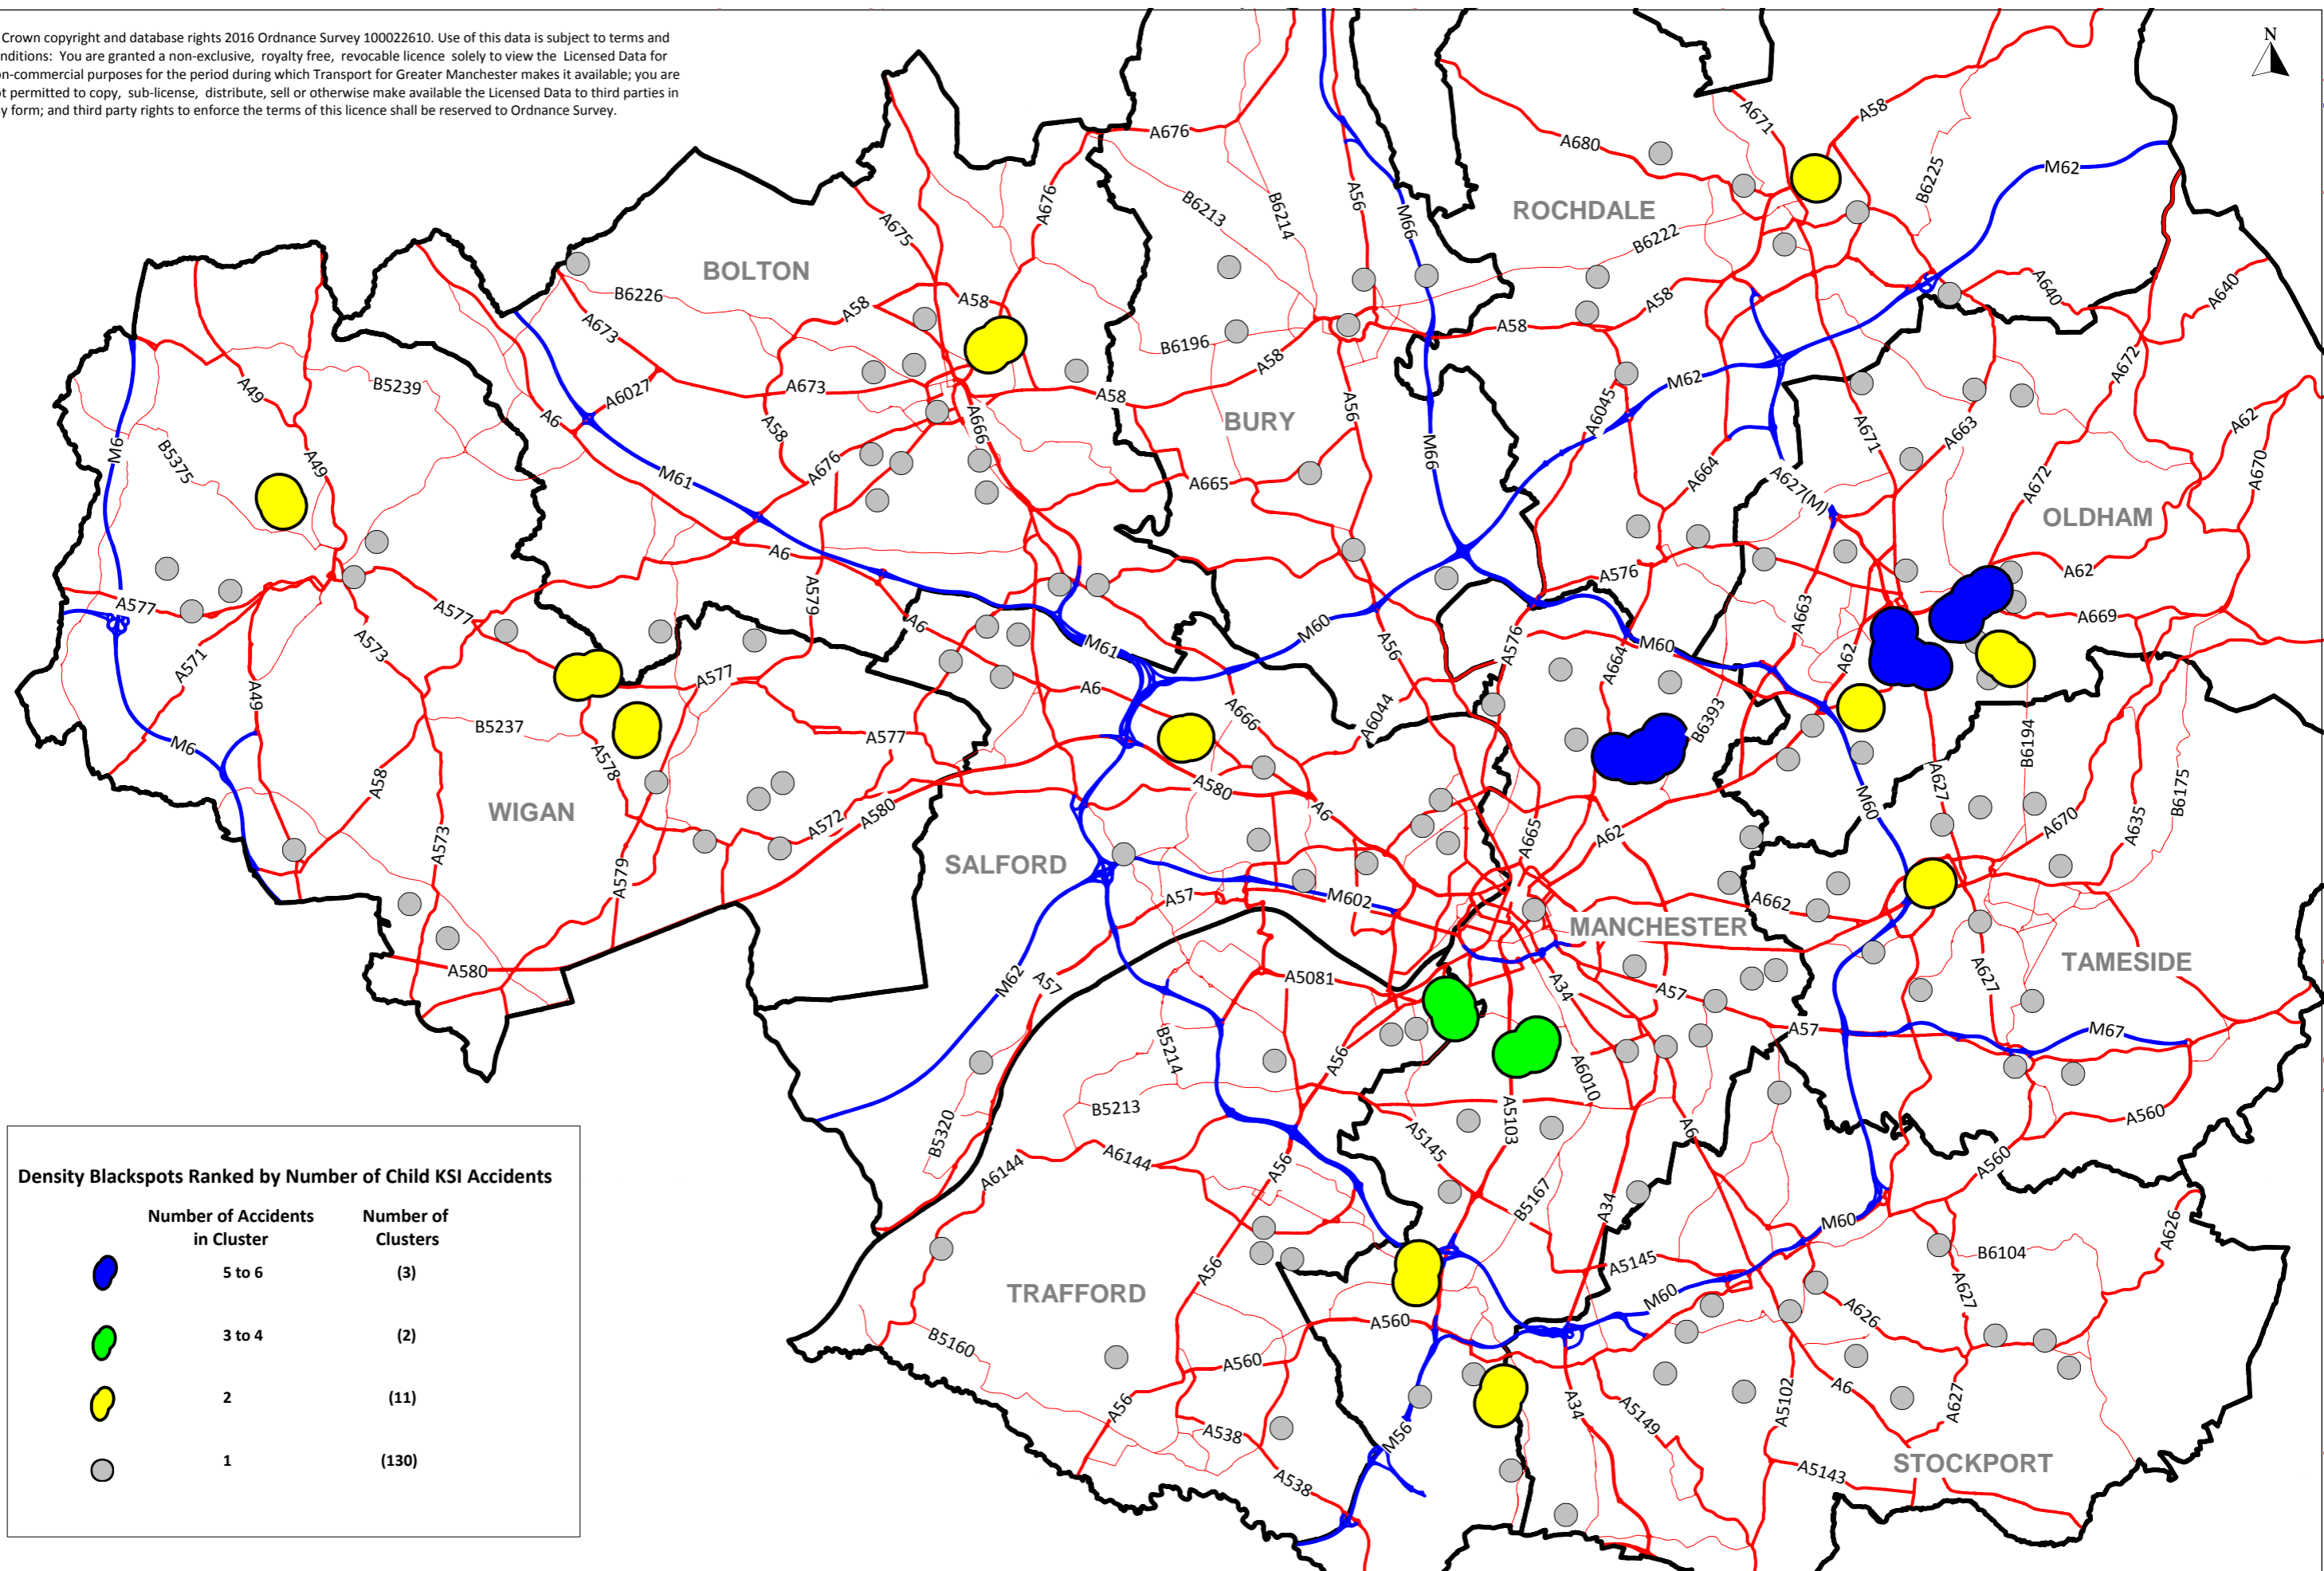 Crown copyright and database rights 2016 Ordnance Survey 100022610. Use of this data is subject to terms and
nditions: You are granted a non-exclusive, royalty free, revocable licence solely to view the Licensed Data for
n-commercial purposes for the period during which Transport for Greater Manchester makes it available; you are
t permitted to copy, sub-license, distribute, sell or otherwise make available the Licensed Data to third parties in
y form; and third party rights to enforce the terms of this licence shall be reserved to Ordnance Survey.
N
A671
A58
A676
A680
B6225
M62
A676
B6213
B6214
A56
M66
ROCHDALE
B6222
A675
BOLTON
B6226
A58
A58
A673
A58
A58
A640
A640
B6196
A58
A672
M62
A49
B5239
A6027
A673
A58
A6
A58
A666
BURY
A56
A6045
A671
A663
A62
M6
B5375
A49
M61
A676
A665
M66
A664
A627(M)
A672
A670
OLDHAM
A6
A576
A62
A577
A577
A579
A6
M60
A56
A576
A664
M60
A663
A62
A669
A571
A573
A49
M61
A577
A6
A666
A6044
B6393
B5237
A577
M6
A578
A58
A580
A6
M60
A627
B6194
B6175
WIGAN
A572
A580
A573
A579
SALFORD
A665
A62
A670
A635
A57
M602
A662
MANCHESTER
TAMESIDE
A580
M62
A57
A5081
A34
A57
A627
B5214
A56
A57
M67
A6010
B5213
A5103
A560
B5320
A5145
A6
A6144
A6144
A56
A560
B5167
A34
M60
A626
Density Blackspots Ranked by Number of Child KSI Accidents
Number of Accidents Number of
in Cluster Clusters
5 to 6 (3)
3 to 4 (2)
2 (11)
1 (130)
A56
A5145
B6104
TRAFFORD
M60
A627
A560
A626
B5160
A560
A56
A538
M56
A34
A5149
A5102
A6
A627
A538
A5143
STOCKPORT